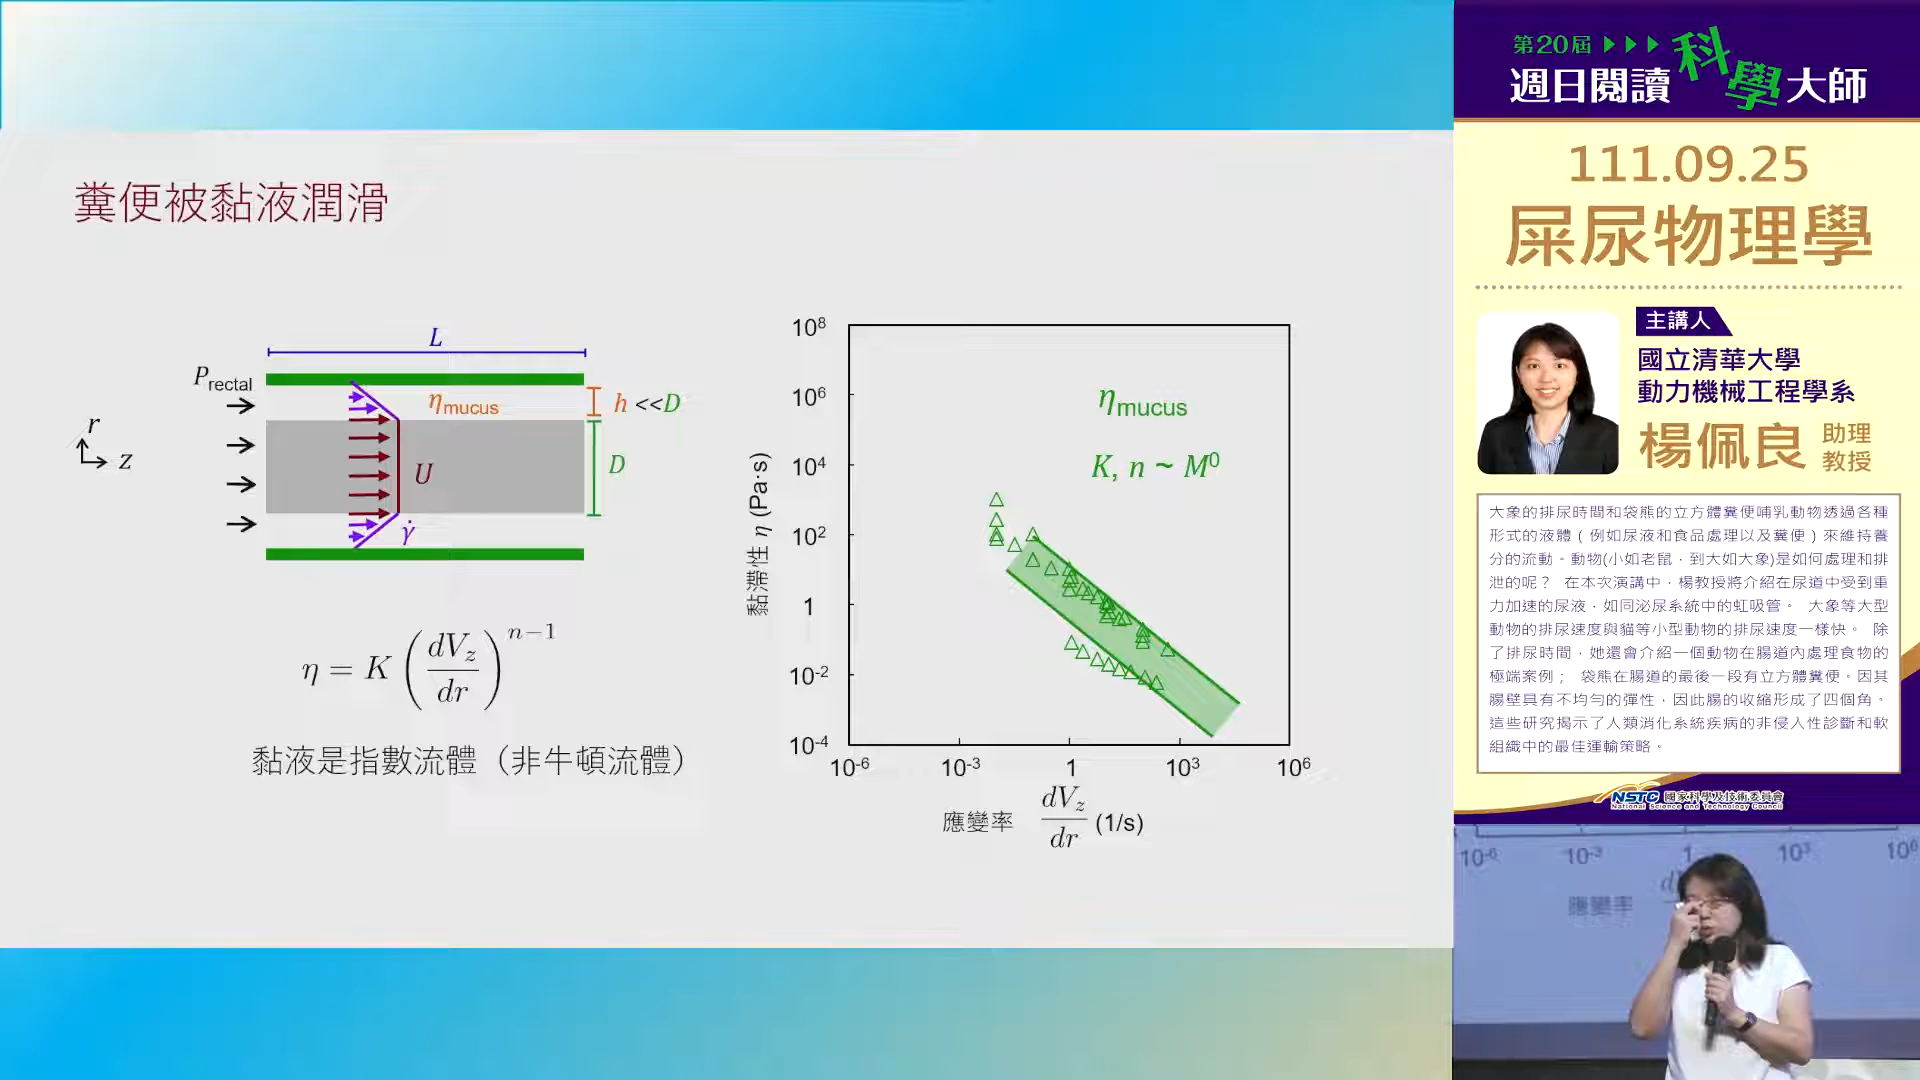 糞便被黏液潤滑
L
P_rectal
η_mucus
h <<D
r
z
U
D
γ̇
η = K (dV_z/dr)^{n−1}
黏液是指數流體（非牛頓流體）
黏滯性 η (Pa·s)
10^8
10^6
10^4
10^2
1
10^-2
10^-4
η_mucus
K, n ~ M^0
10^-6
10^-3
1
10^3
10^6
應變率 dV_z/dr (1/s)
第20屆
週日閱讀科學大師
111.09.25
屎尿物理學
主講人
國立清華大學
動力機械工程學系
楊佩良 助理教授
大象的排尿時間和袋熊的立方體糞便哺乳動物透過各種
形式的液體（例如尿液和食品處理以及糞便）來維持養
分的流動。動物(小如老鼠，到大如大象)是如何處理和排
泄的呢？ 在本次演講中，楊教授將介紹在尿道中受到重
力加速的尿液，如同泌尿系統中的虹吸管。 大象等大型
動物的排尿速度與貓等小型動物的排尿速度一樣快。 除
了排尿時間，她還會介紹一個動物在腸道內處理食物的
極端案例； 袋熊在腸道的最後一段有立方體糞便。因其
腸壁具有不均勻的彈性，因此腸的收縮形成了四個角。
這些研究揭示了人類消化系統疾病的非侵入性診斷和軟
組織中的最佳運輸策略。
NSTC 國家科學及技術委員會
National Science and Technology Council
10^-6
10^-3
1
10^3
10^6
應變率